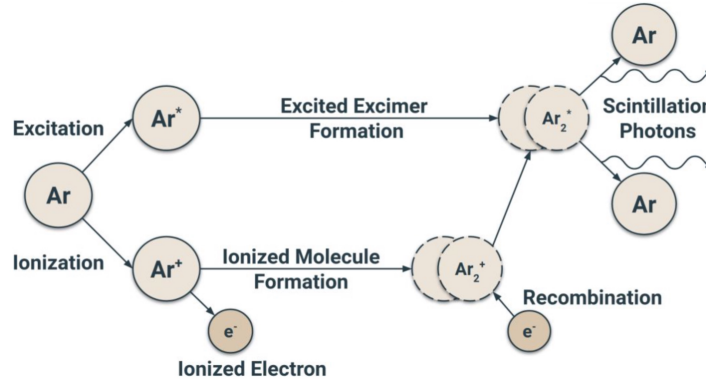 Ar
Excitation
Ar*
Excited Excimer
Formation
Ar₂*
Scintillation
Photons
Ar
Ar
Ionization
Ar⁺
Ionized Molecule
Formation
Ar₂⁺
Recombination
e⁻
e⁻
Ionized Electron